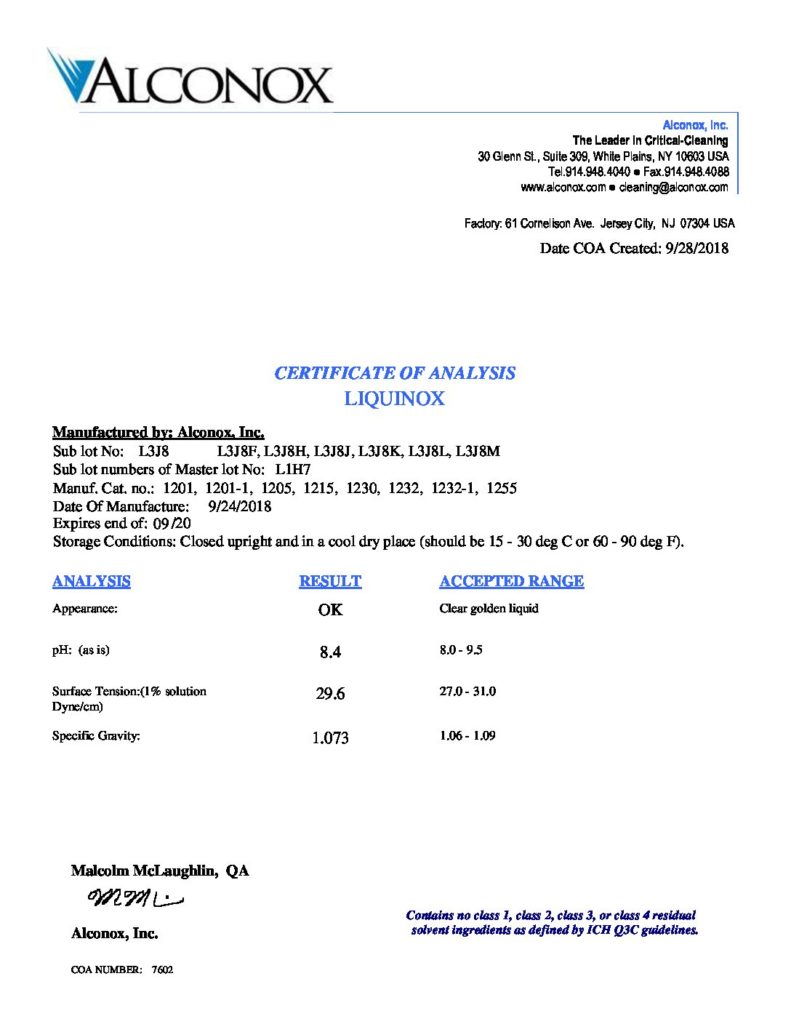 ALCONOX
Alconox, Inc.
The Leader in Critical-Cleaning
30 Glenn St., Suite 309, White Plains, NY 10603 USA
Tel.914.948.4040 ● Fax.914.948.4088
www.alconox.com ● cleaning@alconox.com
Factory: 61 Cornelison Ave. Jersey City, NJ 07304 USA
Date COA Created: 9/28/2018
CERTIFICATE OF ANALYSIS
LIQUINOX
Manufactured by: Alconox, Inc.
Sub lot No: L3J8 L3J8F, L3J8H, L3J8J, L3J8K, L3J8L, L3J8M
Sub lot numbers of Master lot No: L1H7
Manuf. Cat. no.: 1201, 1201-1, 1205, 1215, 1230, 1232, 1232-1, 1255
Date Of Manufacture: 9/24/2018
Expires end of: 09/20
Storage Conditions: Closed upright and in a cool dry place (should be 15 - 30 deg C or 60 - 90 deg F).
ANALYSIS RESULT ACCEPTED RANGE
Appearance: OK Clear golden liquid
pH: (as is) 8.4 8.0 - 9.5
Surface Tension:(1% solution 29.6 27.0 - 31.0
Dyne/cm)
Specific Gravity: 1.073 1.06 - 1.09
Malcolm McLaughlin, QA
Alconox, Inc.
Contains no class 1, class 2, class 3, or class 4 residual
solvent ingredients as defined by ICH Q3C guidelines.
COA NUMBER: 7602